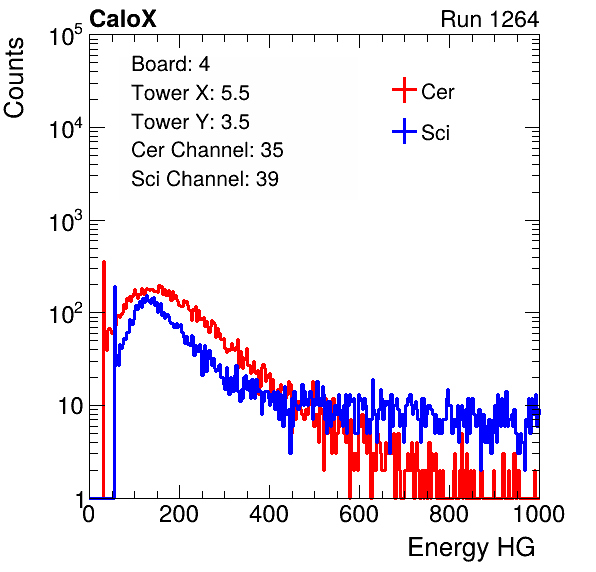 CaloX Run 1264
Counts
Board: 4
Tower X: 5.5
Tower Y: 3.5
Cer Channel: 35
Sci Channel: 39
Cer
Sci
10^5
10^4
10^3
10^2
10
1
0 200 400 600 800 1000
Energy HG